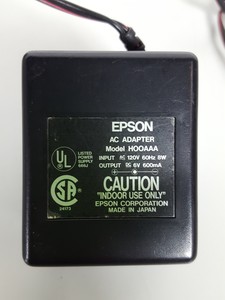 EPSON
AC ADAPTER
Model H00AAA
INPUT 120V 60Hz 8W
OUTPUT 6V 600mA
UL
LISTED
POWER
SUPPLY
CAUTION
"INDOOR USE ONLY"
EPSON CORPORATION
MADE IN JAPAN